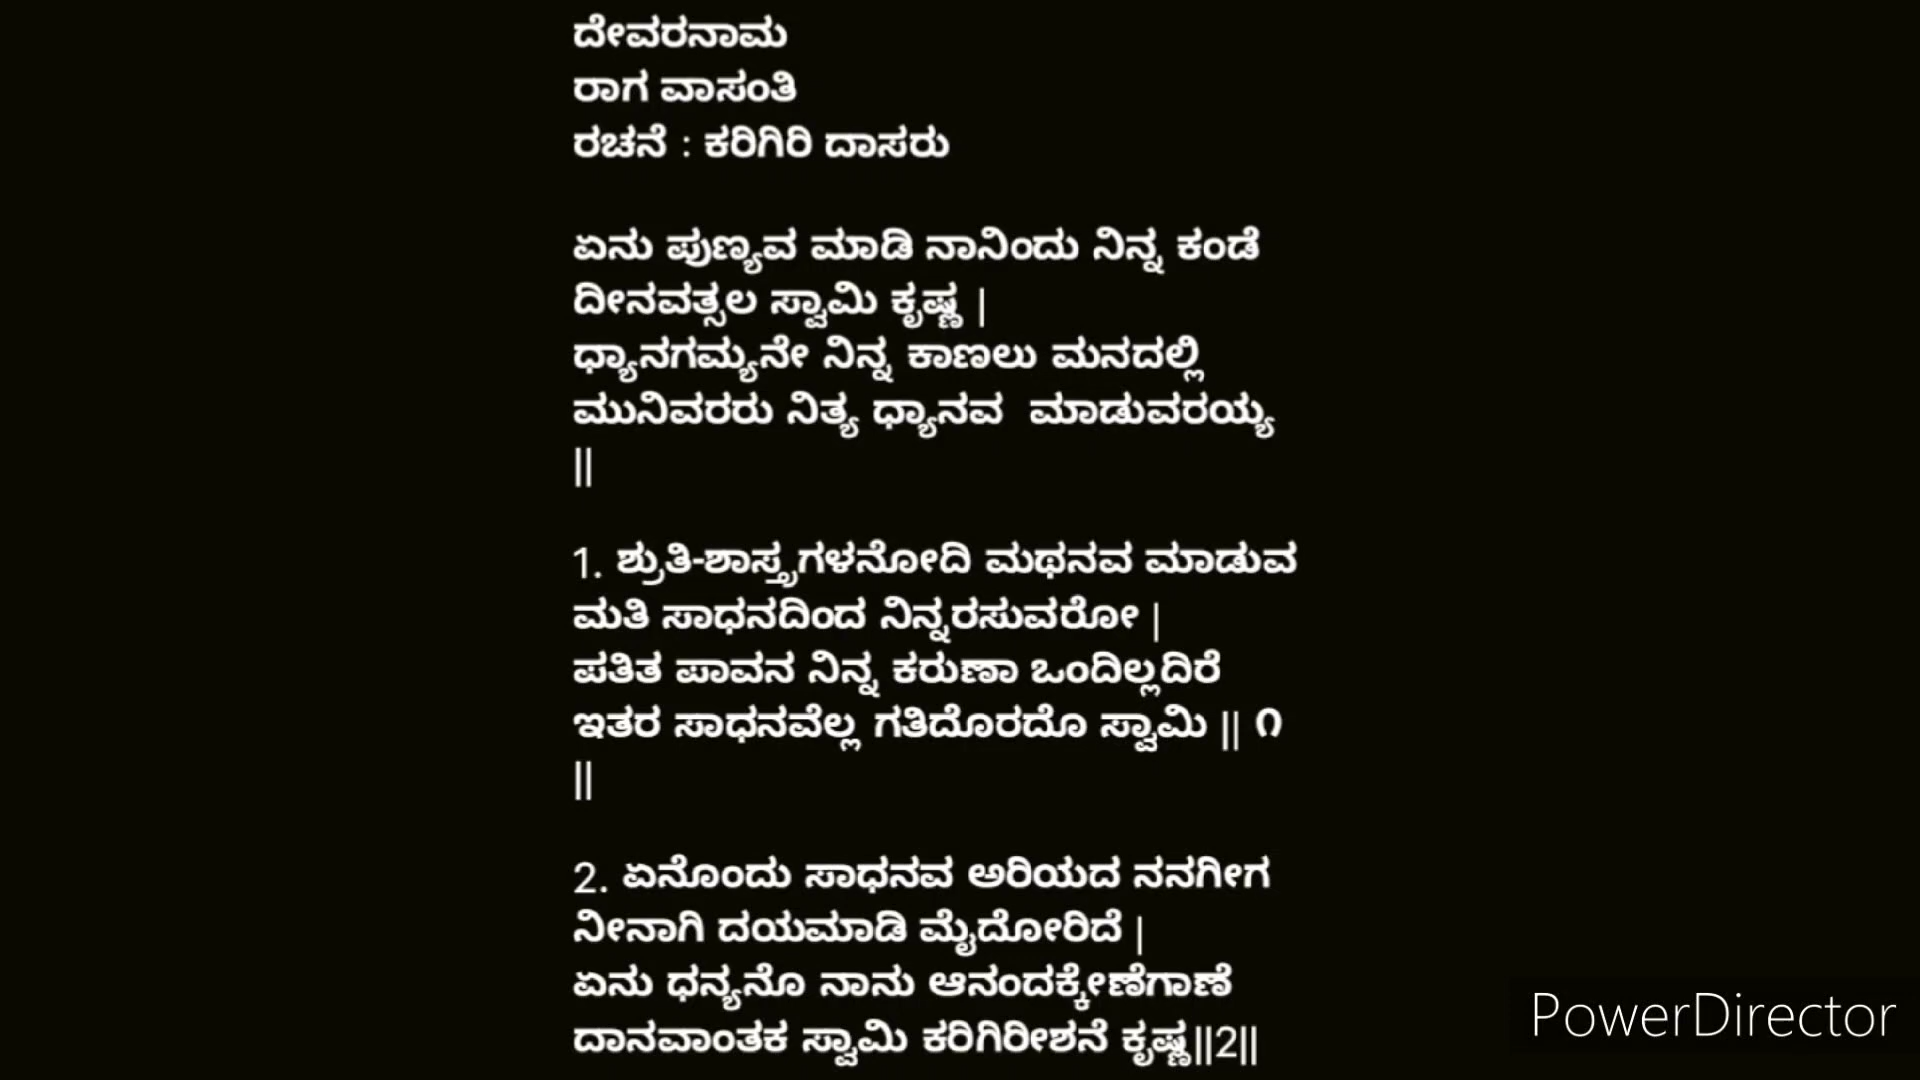 ದೇವರನಾಮ
ರಾಗ ವಾಸಂತಿ
ರಚನೆ : ಕರಿಗಿರಿ ದಾಸರು
ಏನು ಪುಣ್ಯವ ಮಾಡಿ ನಾನಿಂದು ನಿನ್ನ ಕಂಡೆ
ದೀನವತ್ಸಲ ಸ್ವಾಮಿ ಕೃಷ್ಣ |
ಧ್ಯಾನಗಮ್ಯನೇ ನಿನ್ನ ಕಾಣಲು ಮನದಲ್ಲಿ
ಮುನಿವರರು ನಿತ್ಯ ಧ್ಯಾನವ ಮಾಡುವರಯ್ಯ
||
1. ಶ್ರುತಿ-ಶಾಸ್ತ್ರಗಳನೋದಿ ಮಥನವ ಮಾಡುವ
ಮತಿ ಸಾಧನದಿಂದ ನಿನ್ನರಸುವರೋ |
ಪತಿತ ಪಾವನ ನಿನ್ನ ಕರುಣಾ ಒಂದಿಲ್ಲದಿರೆ
ಇತರ ಸಾಧನವೆಲ್ಲ ಗತಿದೊರದೊ ಸ್ವಾಮಿ || ೧
||
2. ಏನೊಂದು ಸಾಧನವ ಅರಿಯದ ನನಗೀಗ
ನೀನಾಗಿ ದಯಮಾಡಿ ಮೈದೋರಿದೆ |
ಏನು ಧನ್ಯನೊ ನಾನು ಆನಂದಕ್ಕೇಣೆಗಾಣೆ
ದಾನವಾಂತಕ ಸ್ವಾಮಿ ಕರಿಗಿರೀಶನೆ ಕೃಷ್ಣ||2||
PowerDirector